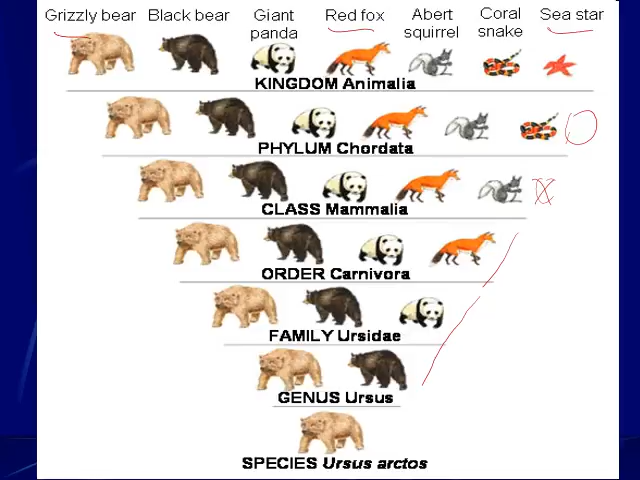 Grizzly bear Black bear Giant panda Red fox Abert squirrel Coral snake Sea star
KINGDOM Animalia
PHYLUM Chordata
CLASS Mammalia
ORDER Carnivora
FAMILY Ursidae
GENUS Ursus
SPECIES Ursus arctos